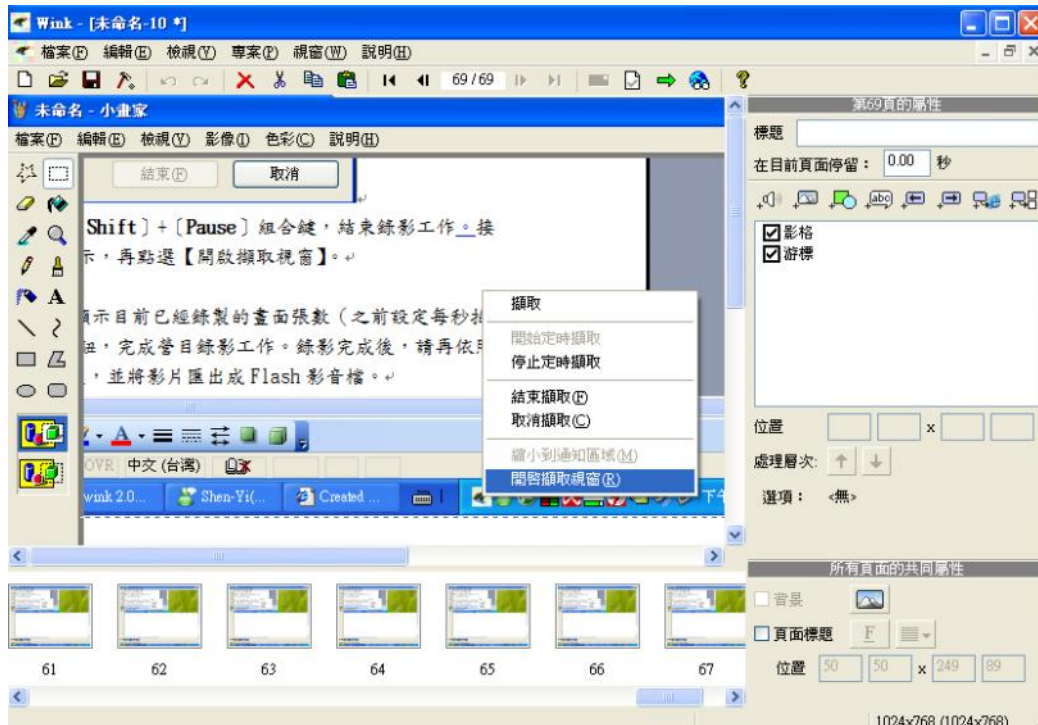 Wink - [未命名-10 *]
檔案(F) 編輯(E) 檢視(V) 專案(P) 視窗(W) 說明(H)
69 / 69
未命名 - 小畫家
檔案(F) 編輯(E) 檢視(V) 影像(I) 色彩(C) 說明(H)
結束(F) 取消
Shift〕+〔Pause〕組合鍵，結束錄影工作。接
示，再點選【開啟擷取視窗】。
顯示目前已經錄製的畫面張數（之前設定每秒拍
鈕，完成螢目錄影工作。錄影完成後，請再依照
，並將影片匯出成 Flash 影音檔。
擷取
開始定時擷取
停止定時擷取
結束擷取(F)
取消擷取(C)
縮小到通知區域(M)
開啟擷取視窗(R)
OVR 中文 (台灣)
wink 2.0... Shen-Yi(... Created ... 下午
61 62 63 64 65 66 67
第69頁的屬性
標題
在目前頁面停留： 0.00 秒
abc
影格
游標
位置 x
處理層次:
選項： <無>
所有頁面的共同屬性
背景
頁面標題 F
位置 50 50 x 249 89
1024x768 (1024x768)